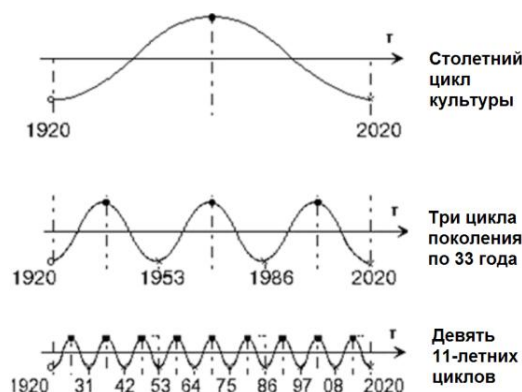 т
Столетний
цикл
культуры
1920 2020
т
Три цикла
поколения
по 33 года
1920 1953 1986 2020
т
Девять
11-летних
циклов
1920 31 42 53 64 75 86 97 08 2020